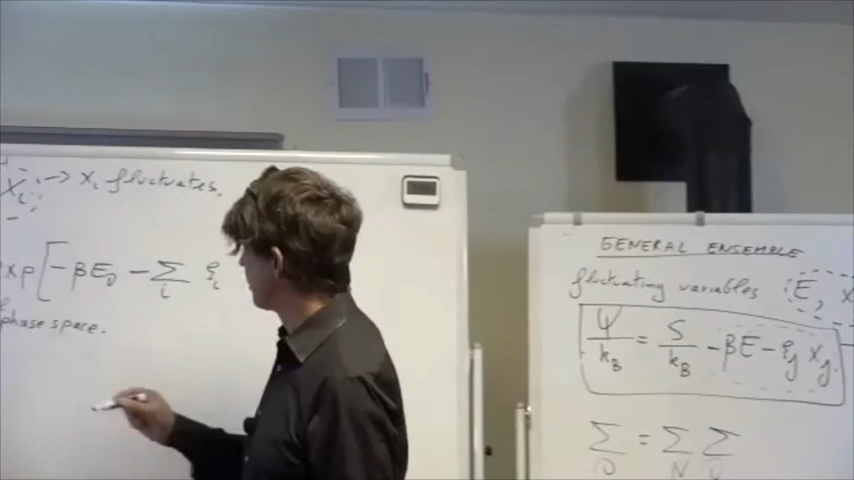 X_i → X_i fluctuates,
xp[-βE_ν - Σ_i ξ_i
phase space.
GENERAL ENSEMBLE
fluctuating variables (E, X
Ψ/k_B = S/k_B - βE - ξ_j X_j
Σ_ν = Σ_N Σ_ν